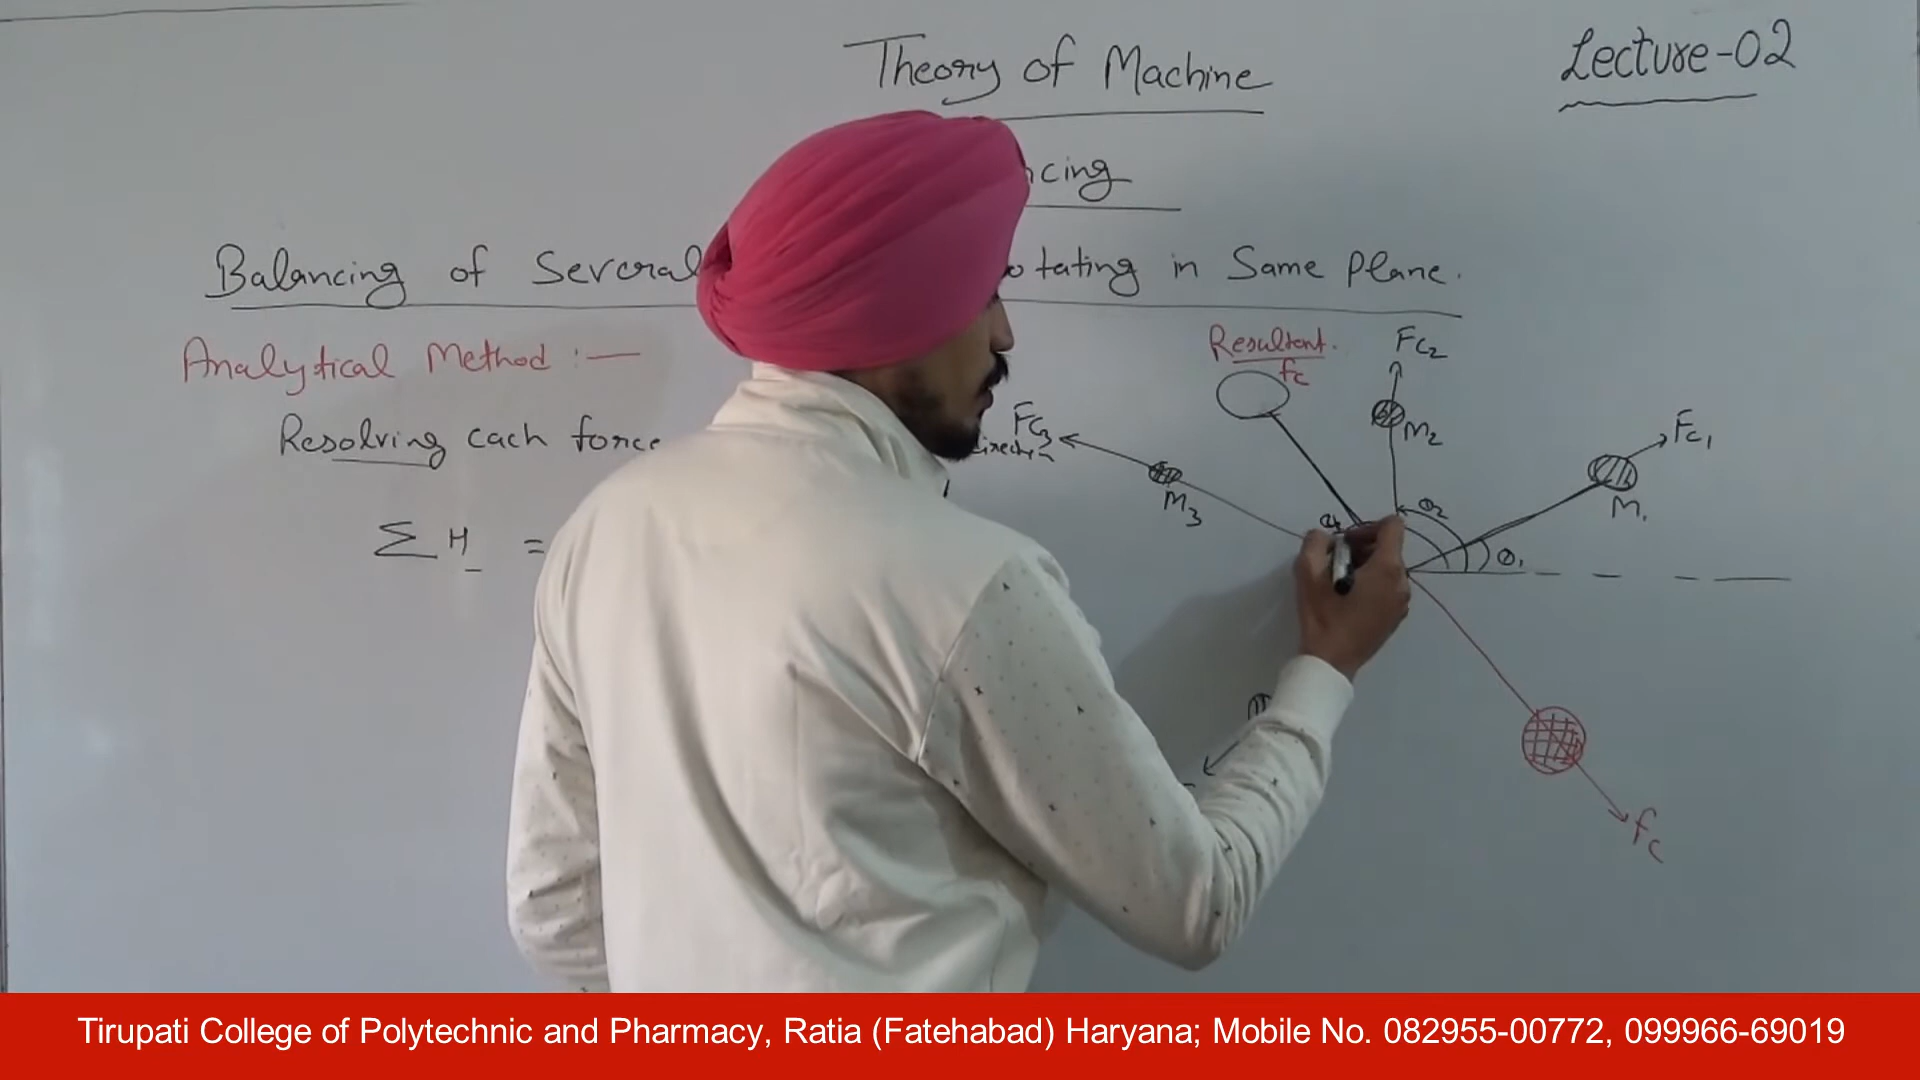 Theory of Machine
Lecture-02
ncing
Balancing of Several otating in Same Plane.
Analytical Method :—
Resolving each force
Σ H =
Resultant.
fc
Fc2
M2
Fc1
M1
Fc3
M3
θ2
θ1
fc
Tirupati College of Polytechnic and Pharmacy, Ratia (Fatehabad) Haryana; Mobile No. 082955-00772, 099966-69019